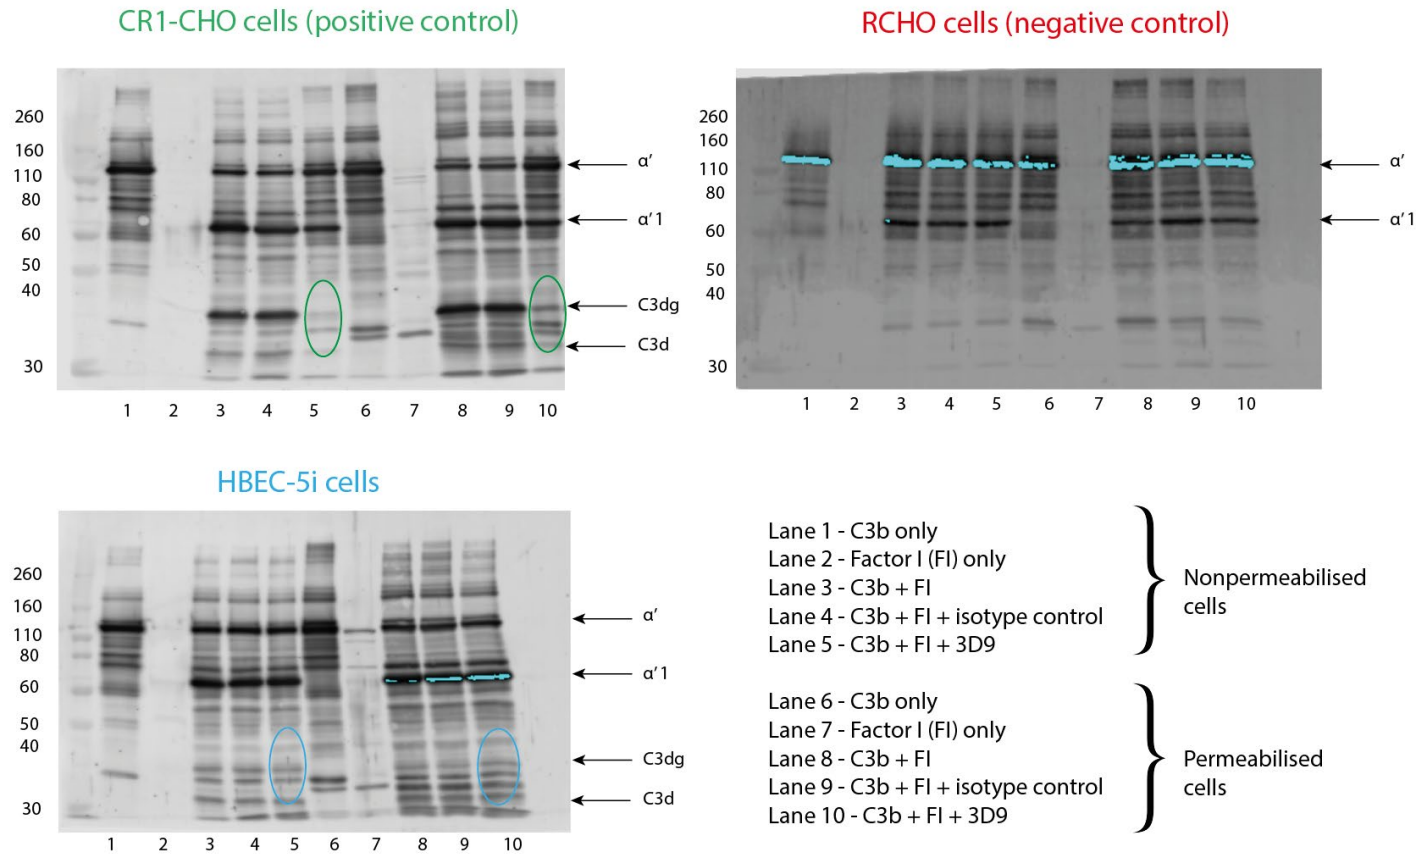 CR1-CHO cells (positive control)
260
160
110
80
60
50
40
30
α'
α'1
C3dg
C3d
1 2 3 4 5 6 7 8 9 10
RCHO cells (negative control)
260
160
110
80
60
50
40
30
α'
α'1
1 2 3 4 5 6 7 8 9 10
HBEC-5i cells
260
160
110
80
60
50
40
30
α'
α'1
C3dg
C3d
1 2 3 4 5 6 7 8 9 10
Lane 1 - C3b only
Lane 2 - Factor I (FI) only
Lane 3 - C3b + FI
Lane 4 - C3b + FI + isotype control
Lane 5 - C3b + FI + 3D9
Nonpermeabilised
cells
Lane 6 - C3b only
Lane 7 - Factor I (FI) only
Lane 8 - C3b + FI
Lane 9 - C3b + FI + isotype control
Lane 10 - C3b + FI + 3D9
Permeabilised
cells